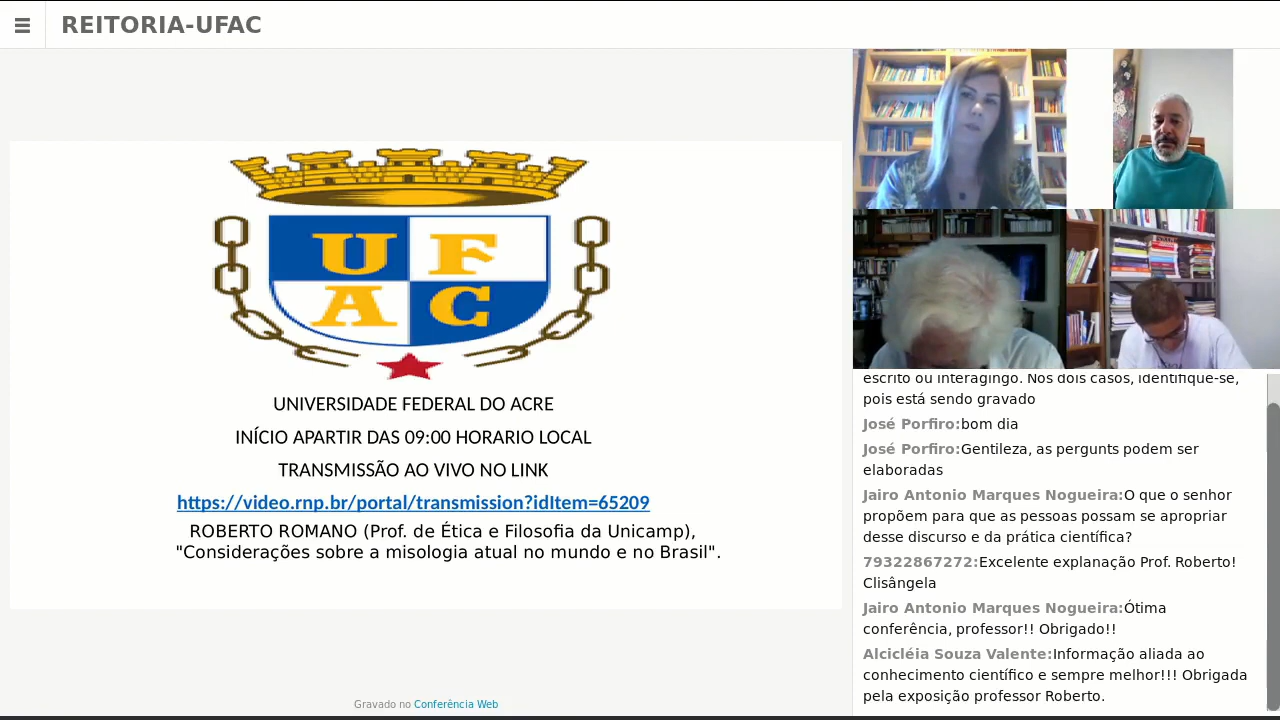 REITORIA-UFAC
U F
A C
UNIVERSIDADE FEDERAL DO ACRE
INÍCIO APARTIR DAS 09:00 HORARIO LOCAL
TRANSMISSÃO AO VIVO NO LINK
https://video.rnp.br/portal/transmission?idItem=65209
ROBERTO ROMANO (Prof. de Ética e Filosofia da Unicamp),
"Considerações sobre a misologia atual no mundo e no Brasil".
Gravado no Conferência Web
escrito ou interagingo. Nos dois casos, identifique-se,
pois está sendo gravado
José Porfiro:bom dia
José Porfiro:Gentileza, as pergunts podem ser
elaboradas
Jairo Antonio Marques Nogueira:O que o senhor
propõem para que as pessoas possam se apropriar
desse discurso e da prática científica?
79322867272:Excelente explanação Prof. Roberto!
Clisângela
Jairo Antonio Marques Nogueira:Ótima
conferência, professor!! Obrigado!!
Alcicléia Souza Valente:Informação aliada ao
conhecimento científico e sempre melhor!!! Obrigada
pela exposição professor Roberto.